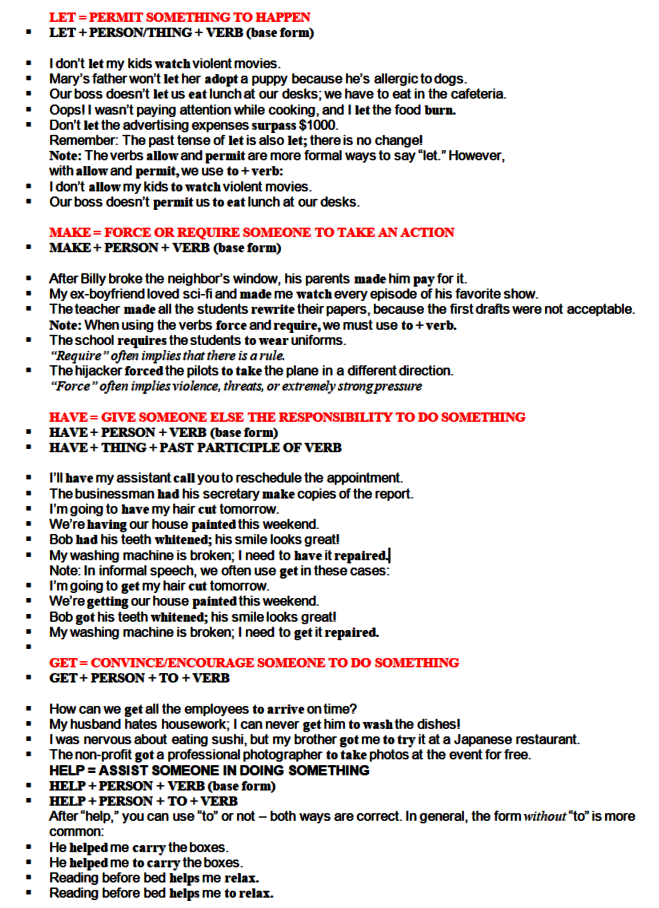 LET = PERMIT SOMETHING TO HAPPEN
▪ LET + PERSON/THING + VERB (base form)
▪ I don’t let my kids watch violent movies.
▪ Mary’s father won’t let her adopt a puppy because he’s allergic to dogs.
▪ Our boss doesn’t let us eat lunch at our desks; we have to eat in the cafeteria.
▪ Oops! I wasn’t paying attention while cooking, and I let the food burn.
▪ Don’t let the advertising expenses surpass $1000.
Remember: The past tense of let is also let; there is no change!
Note: The verbs allow and permit are more formal ways to say “let.” However,
with allow and permit, we use to + verb:
▪ I don’t allow my kids to watch violent movies.
▪ Our boss doesn’t permit us to eat lunch at our desks.
MAKE = FORCE OR REQUIRE SOMEONE TO TAKE AN ACTION
▪ MAKE + PERSON + VERB (base form)
▪ After Billy broke the neighbor’s window, his parents made him pay for it.
▪ My ex-boyfriend loved sci-fi and made me watch every episode of his favorite show.
▪ The teacher made all the students rewrite their papers, because the first drafts were not acceptable.
Note: When using the verbs force and require, we must use to + verb.
▪ The school requires the students to wear uniforms.
“Require” often implies that there is a rule.
▪ The hijacker forced the pilots to take the plane in a different direction.
“Force” often implies violence, threats, or extremely strong pressure
HAVE = GIVE SOMEONE ELSE THE RESPONSIBILITY TO DO SOMETHING
▪ HAVE + PERSON + VERB (base form)
▪ HAVE + THING + PAST PARTICIPLE OF VERB
▪ I’ll have my assistant call you to reschedule the appointment.
▪ The businessman had his secretary make copies of the report.
▪ I’m going to have my hair cut tomorrow.
▪ We’re having our house painted this weekend.
▪ Bob had his teeth whitened; his smile looks great!
▪ My washing machine is broken; I need to have it repaired.
Note: In informal speech, we often use get in these cases:
▪ I’m going to get my hair cut tomorrow.
▪ We’re getting our house painted this weekend.
▪ Bob got his teeth whitened; his smile looks great!
▪ My washing machine is broken; I need to get it repaired.
▪
GET = CONVINCE/ENCOURAGE SOMEONE TO DO SOMETHING
▪ GET + PERSON + TO + VERB
▪ How can we get all the employees to arrive on time?
▪ My husband hates housework; I can never get him to wash the dishes!
▪ I was nervous about eating sushi, but my brother got me to try it at a Japanese restaurant.
▪ The non-profit got a professional photographer to take photos at the event for free.
HELP = ASSIST SOMEONE IN DOING SOMETHING
▪ HELP + PERSON + VERB (base form)
▪ HELP + PERSON + TO + VERB
After “help,” you can use “to” or not – both ways are correct. In general, the form without “to” is more
common:
▪ He helped me carry the boxes.
▪ He helped me to carry the boxes.
▪ Reading before bed helps me relax.
▪ Reading before bed helps me to relax.